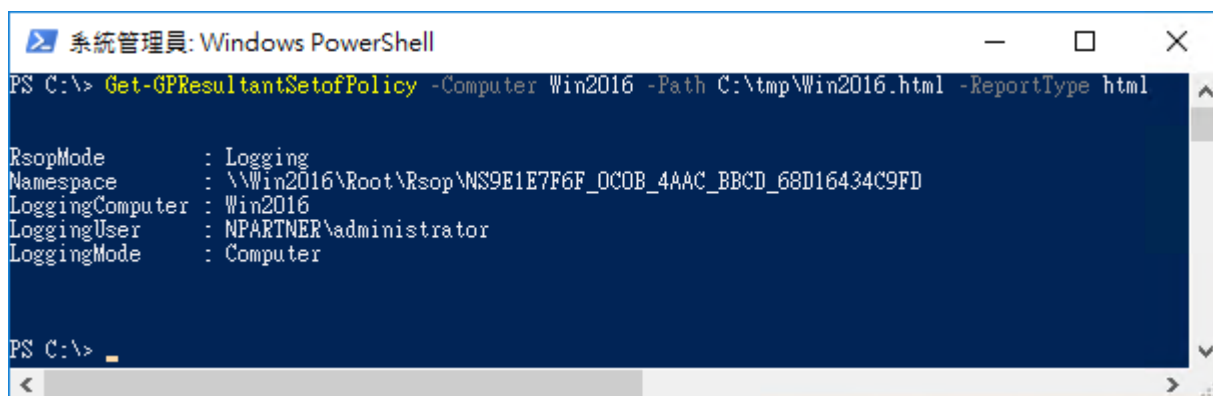 系統管理員: Windows PowerShell
PS C:\> Get-GPResultantSetofPolicy -Computer Win2016 -Path C:\tmp\Win2016.html -ReportType html
RsopMode : Logging
Namespace : \\Win2016\Root\Rsop\NS9E1E7F6F_0C0B_4AAC_BBCD_68D16434C9FD
LoggingComputer : Win2016
LoggingUser : NPARTNER\administrator
LoggingMode : Computer
PS C:\>